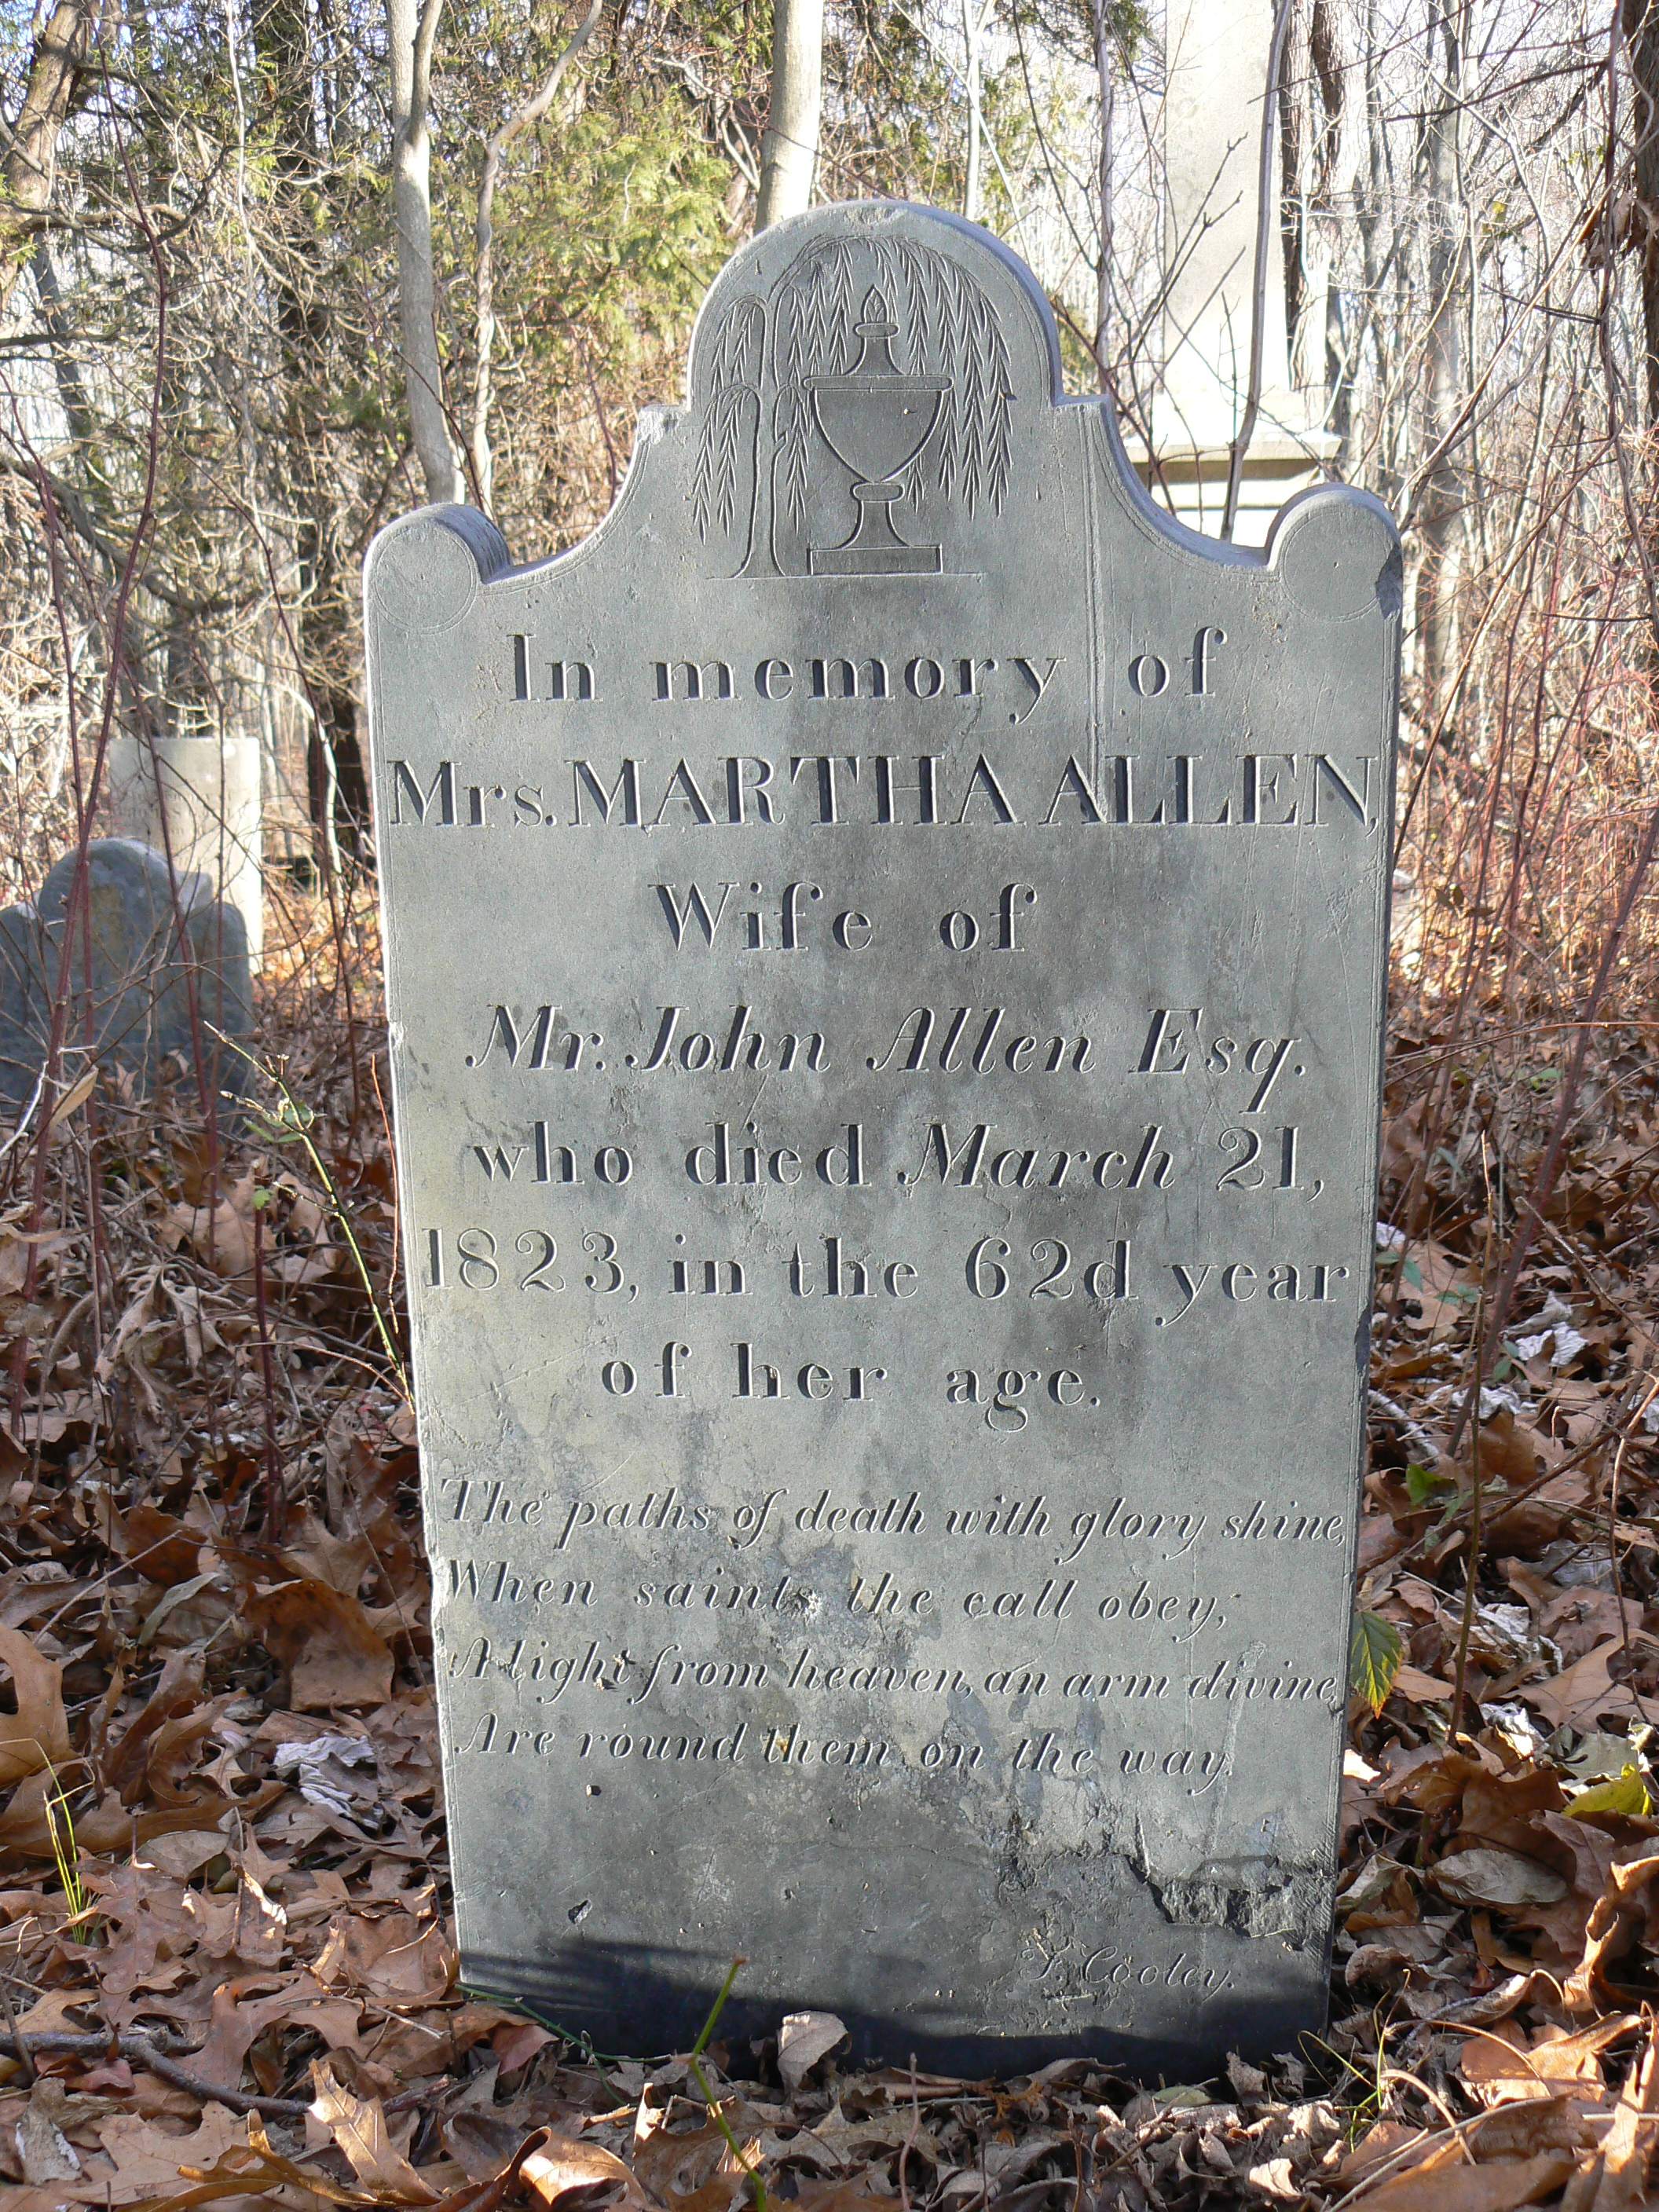 In memory of
Mrs. MARTHA ALLEN,
Wife of
Mr. John Allen Esq.
who died March 21,
1823, in the 62d year
of her age.
The paths of death with glory shine,
When saints the call obey;
A light from heaven, an arm divine,
Are round them on the way.
Cooley.